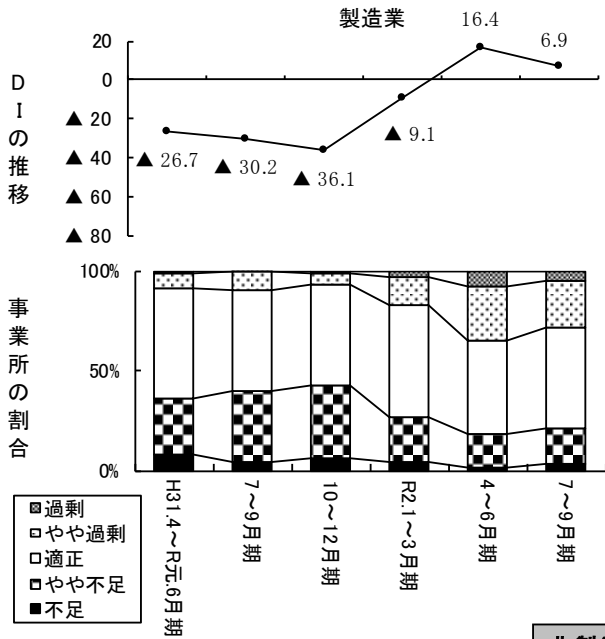 製造業
DIの推移
20
0
▲ 20
▲ 40
▲ 60
▲ 80
▲ 26.7
▲ 30.2
▲ 36.1
▲ 9.1
16.4
6.9
事業所の割合
100%
50%
0%
H31.4～R元.6月期
7～9月期
10～12月期
R2.1～3月期
4～6月期
7～9月期
過剰
やや過剰
適正
やや不足
不足